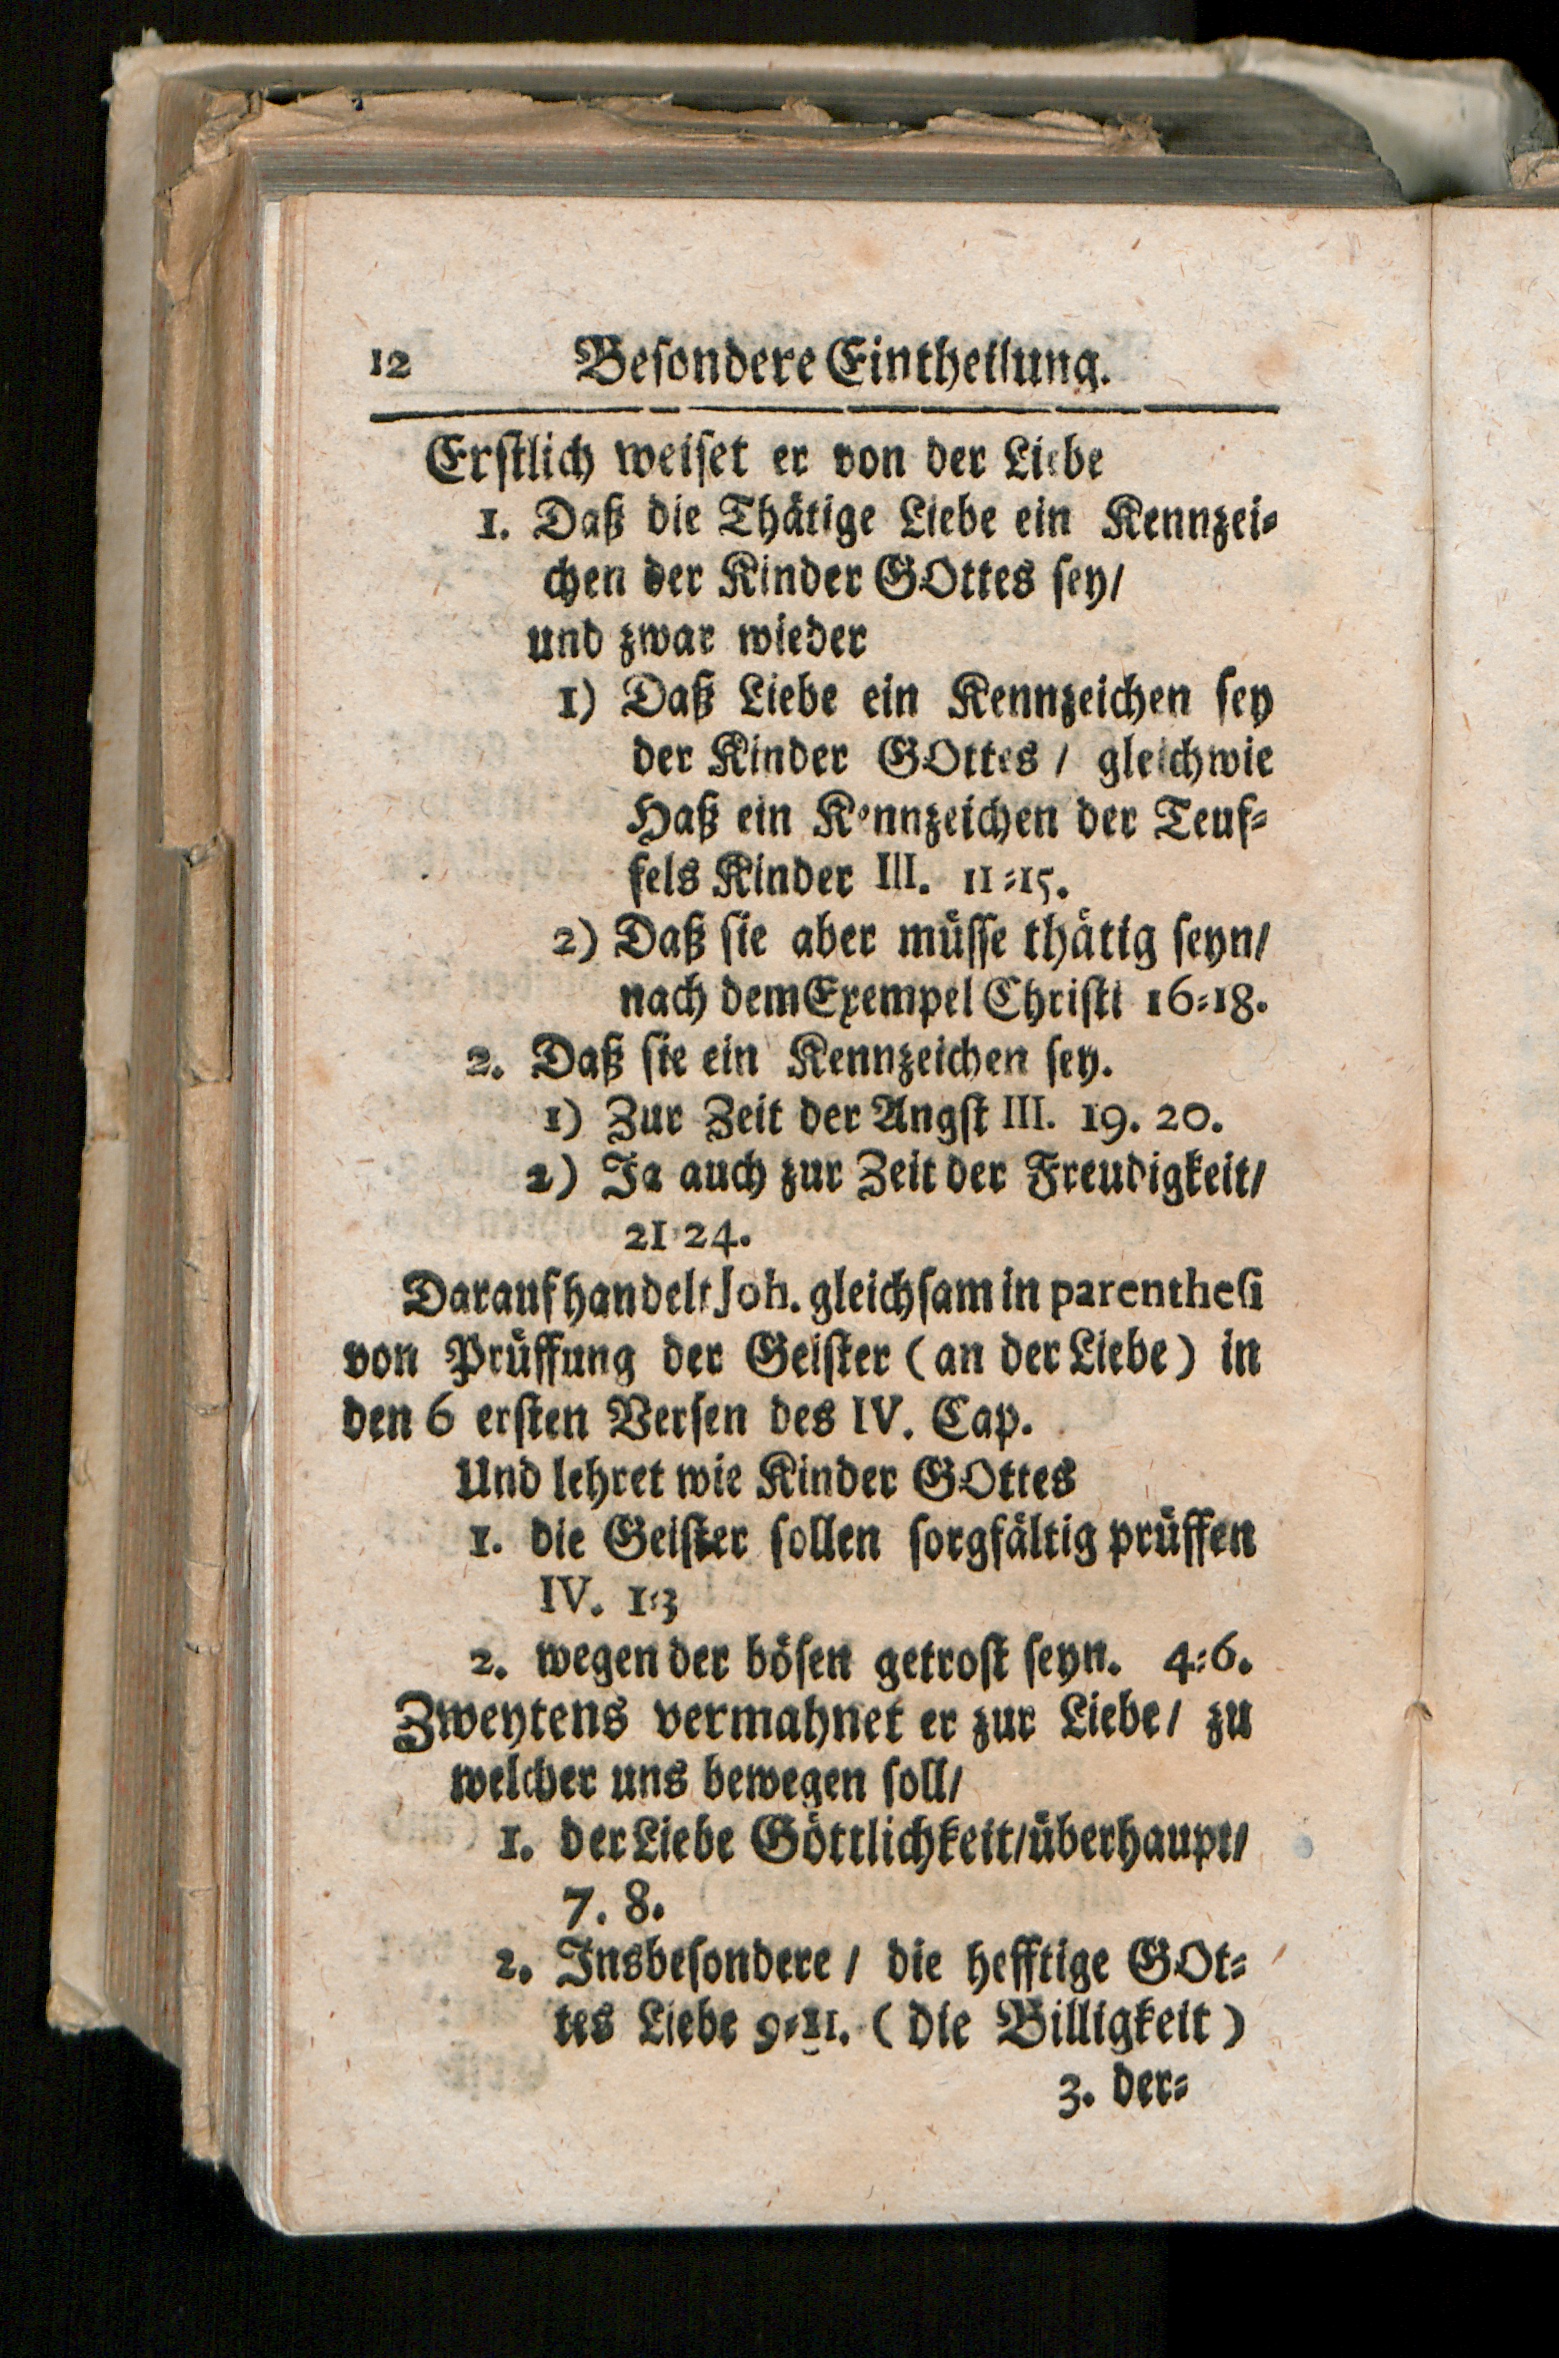 12 Besondere Eintheilung.
Erstlich weiset er von der Liebe
1. Daß die Thätige Liebe ein Kennzei⸗
chen der Kinder GOttes sey/
und zwar wieder
1) Daß Liebe ein Kennzeichen sey
der Kinder GOttes / gleichwie
Haß ein Kennzeichen der Teuf⸗
fels Kinder III. 11⸗15.
2) Daß sie aber müsse thätig seyn/
nach dem Exempel Christi 16⸗18.
2. Daß sie ein Kennzeichen sey.
1) Zur Zeit der Angst III. 19. 20.
2) Ja auch zur Zeit der Freudigkeit/
21⸗24.
Darauf handelt Joh. gleichsam in parenthesi
von Prüffung der Geister (an der Liebe) in
den 6 ersten Versen des IV. Cap.
Und lehret wie Kinder GOttes
1. die Geister sollen sorgfältig prüffen
IV. 1⸗3
2. wegen der bösen getrost seyn. 4⸗6.
Zweytens vermahnet er zur Liebe/ zu
welcher uns bewegen soll/
1. der Liebe Göttlichkeit/überhaupt/
7. 8.
2. Insbesondere / die hefftige GOt⸗
tes Liebe 9⸗11. (die Billigkeit)
3. der⸗